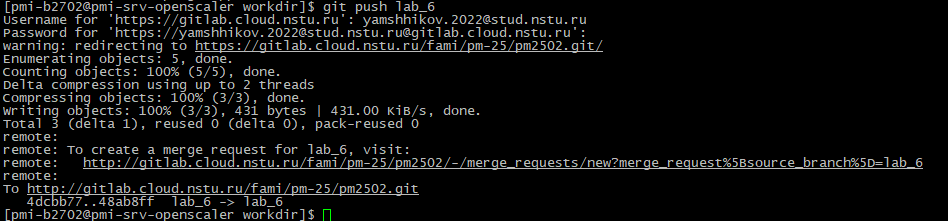 [pmi-b2702@pmi-srv-openscaler workdir]$ git push lab_6
Username for 'https://gitlab.cloud.nstu.ru': yamshhikov.2022@stud.nstu.ru
Password for 'https://yamshhikov.2022@stud.nstu.ru@gitlab.cloud.nstu.ru':
warning: redirecting to https://gitlab.cloud.nstu.ru/fami/pm-25/pm2502.git/
Enumerating objects: 5, done.
Counting objects: 100% (5/5), done.
Delta compression using up to 2 threads
Compressing objects: 100% (3/3), done.
Writing objects: 100% (3/3), 431 bytes | 431.00 KiB/s, done.
Total 3 (delta 1), reused 0 (delta 0), pack-reused 0
remote:
remote: To create a merge request for lab_6, visit:
remote:   http://gitlab.cloud.nstu.ru/fami/pm-25/pm2502/-/merge_requests/new?merge_request%5Bsource_branch%5D=lab_6
remote:
To http://gitlab.cloud.nstu.ru/fami/pm-25/pm2502.git
   4dcbb77..48ab8ff  lab_6 -> lab_6
[pmi-b2702@pmi-srv-openscaler workdir]$